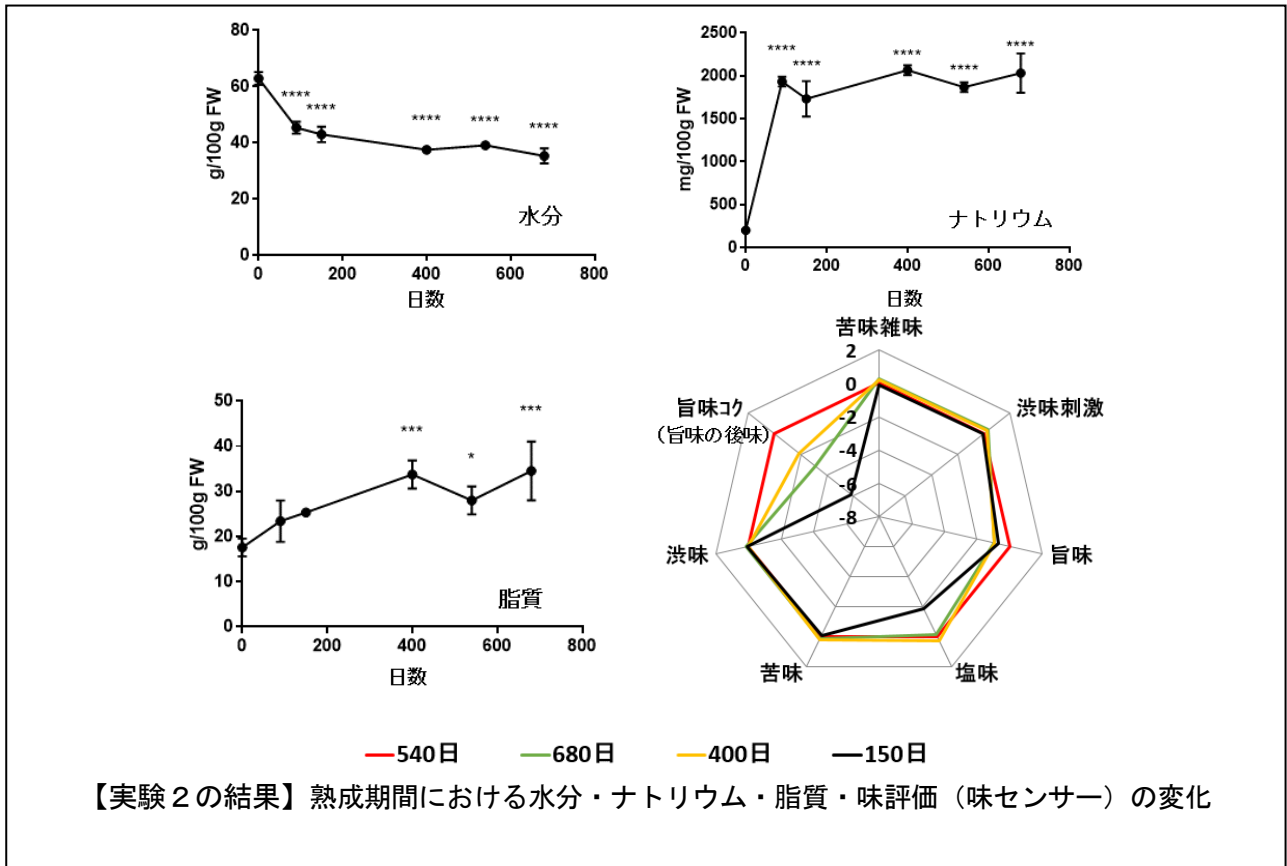 80
60
40
20
0
g/100g FW
****
****
****
****
****
水分
0
200
400
600
800
日数
2500
2000
1500
1000
500
0
mg/100g FW
****
****
****
****
****
ナトリウム
0
200
400
600
800
日数
50
40
30
20
10
0
g/100g FW
***
*
***
脂質
0
200
400
600
800
日数
苦味雑味
2
0
-2
-4
-6
-8
渋味刺激
旨味
塩味
苦味
渋味
旨味コク
(旨味の後味)
540日
680日
400日
150日
【実験2の結果】熟成期間における水分・ナトリウム・脂質・味評価(味センサー)の変化